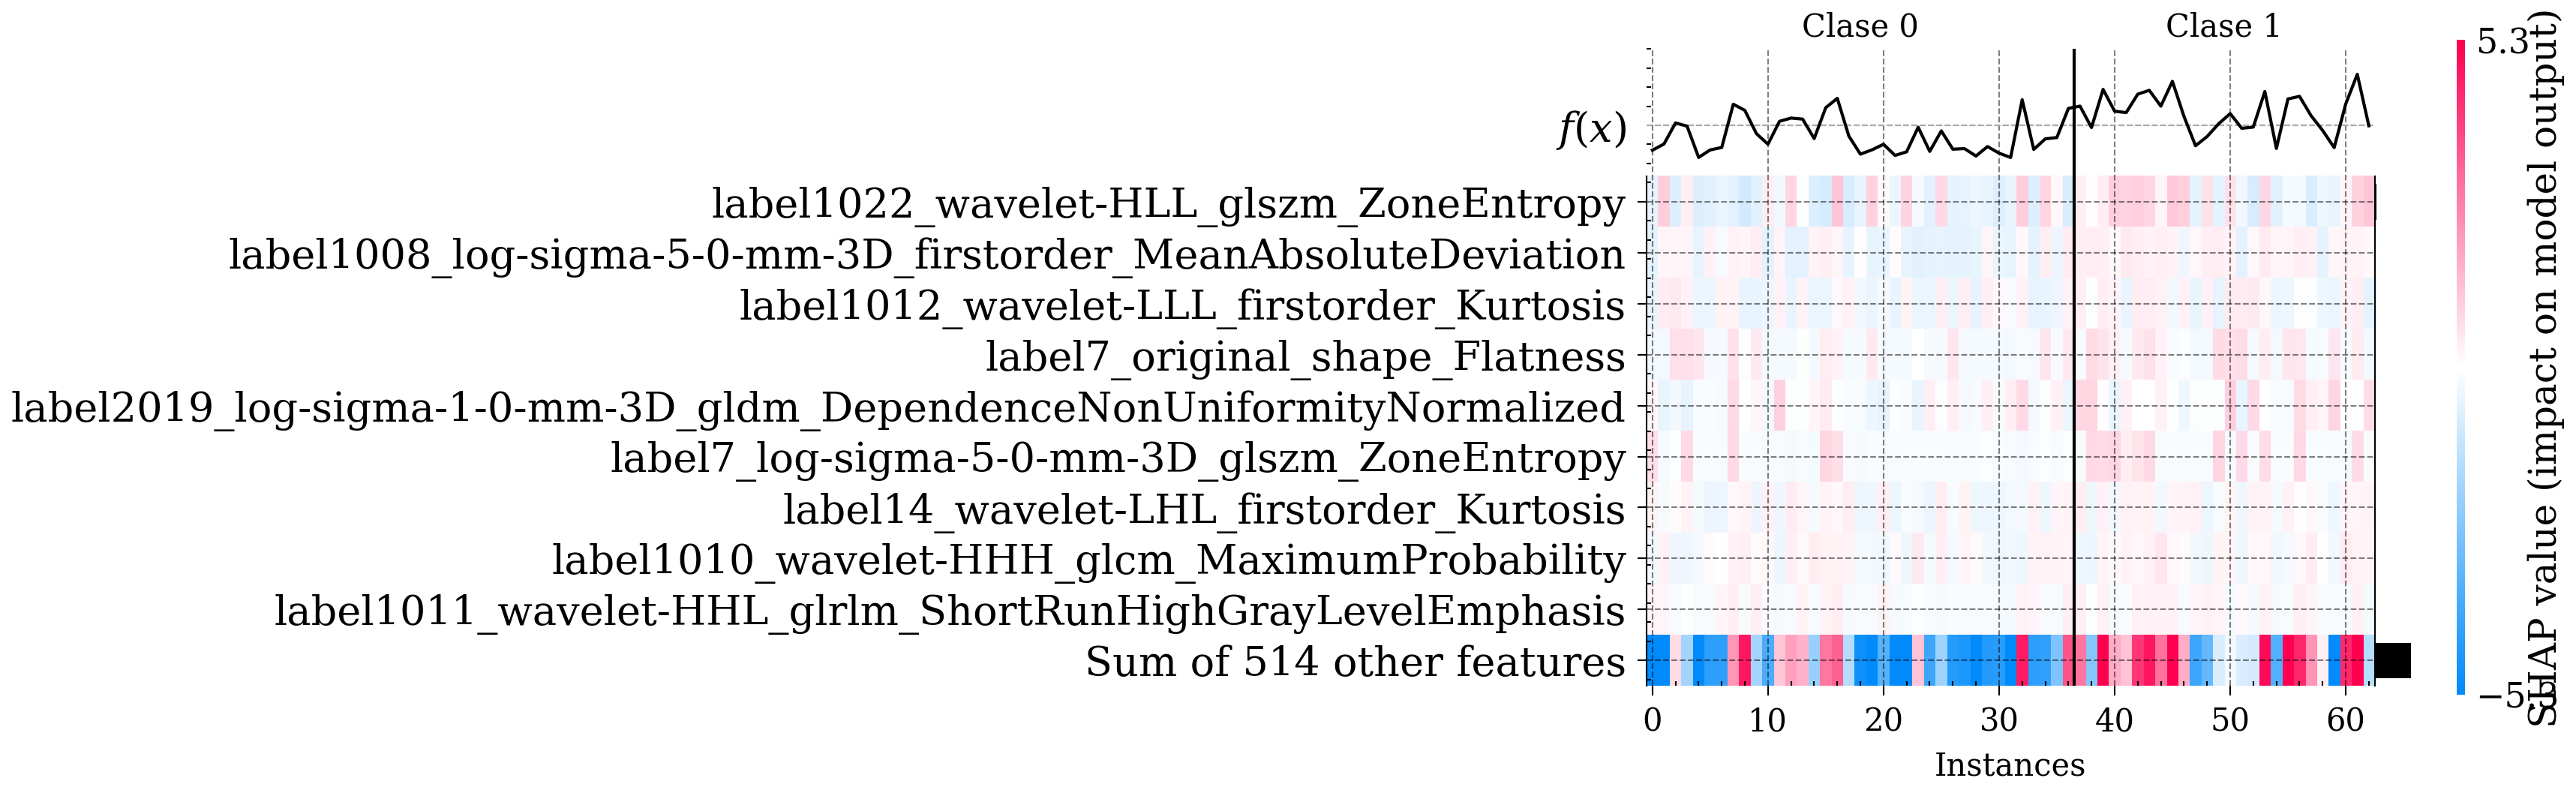 Clase 0
Clase 1
5.3
f(x)
label1022_wavelet-HLL_glszm_ZoneEntropy
label1008_log-sigma-5-0-mm-3D_firstorder_MeanAbsoluteDeviation
label1012_wavelet-LLL_firstorder_Kurtosis
label7_original_shape_Flatness
label2019_log-sigma-1-0-mm-3D_gldm_DependenceNonUniformityNormalized
label7_log-sigma-5-0-mm-3D_glszm_ZoneEntropy
label14_wavelet-LHL_firstorder_Kurtosis
label1010_wavelet-HHH_glcm_MaximumProbability
label1011_wavelet-HHL_glrlm_ShortRunHighGrayLevelEmphasis
Sum of 514 other features
0 10 20 30 40 50 60
Instances
SHAP value (impact on model output)